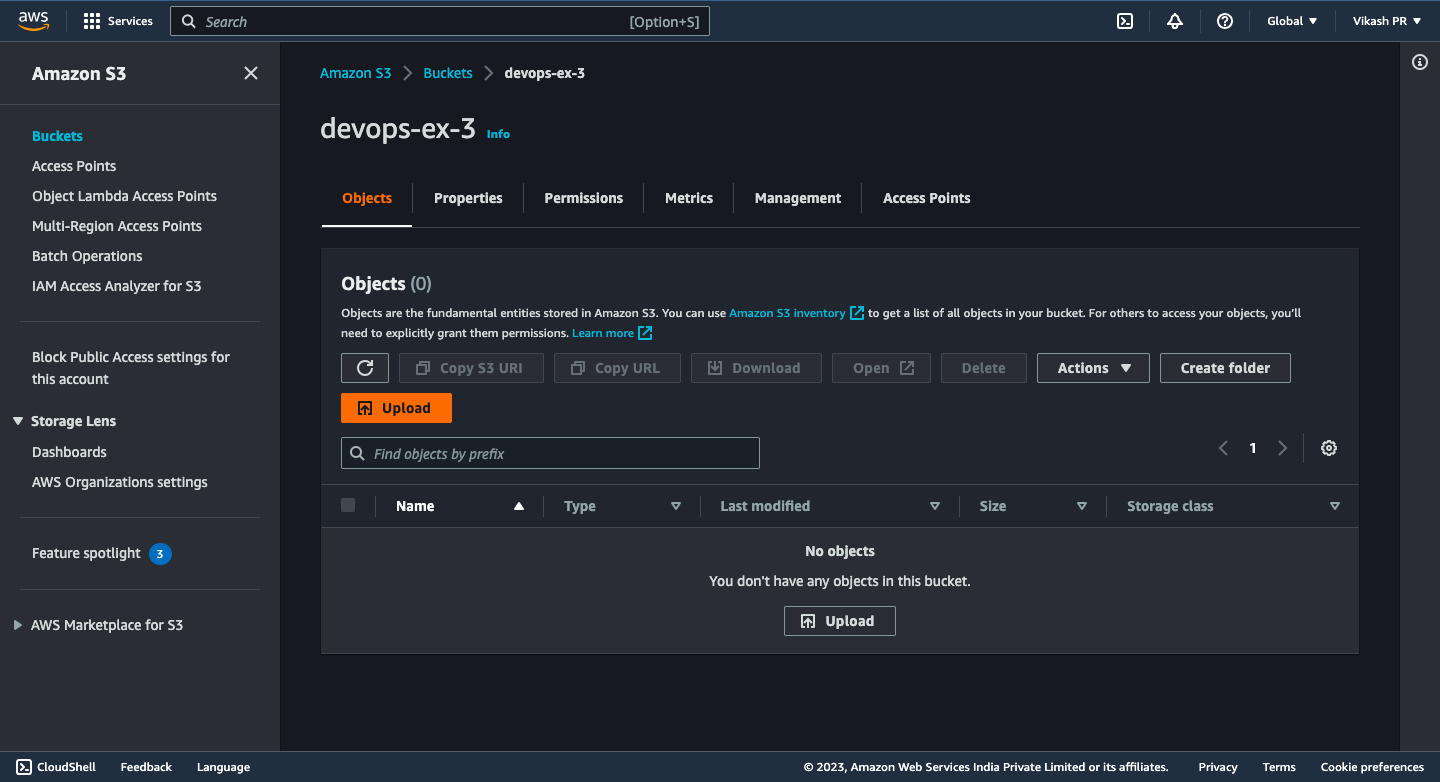 aws
Services
Search [Option+S]
Global
Vikash PR
Amazon S3
Buckets
Access Points
Object Lambda Access Points
Multi-Region Access Points
Batch Operations
IAM Access Analyzer for S3
Block Public Access settings for
this account
Storage Lens
Dashboards
AWS Organizations settings
Feature spotlight 3
AWS Marketplace for S3
Amazon S3 Buckets devops-ex-3
devops-ex-3 Info
Objects Properties Permissions Metrics Management Access Points
Objects (0)
Objects are the fundamental entities stored in Amazon S3. You can use Amazon S3 inventory to get a list of all objects in your bucket. For others to access your objects, you'll
need to explicitly grant them permissions. Learn more
Copy S3 URI Copy URL Download Open Delete Actions Create folder
Upload
Find objects by prefix
1
Name Type Last modified Size Storage class
No objects
You don't have any objects in this bucket.
Upload
CloudShell Feedback Language © 2023, Amazon Web Services India Private Limited or its affiliates. Privacy Terms Cookie preferences